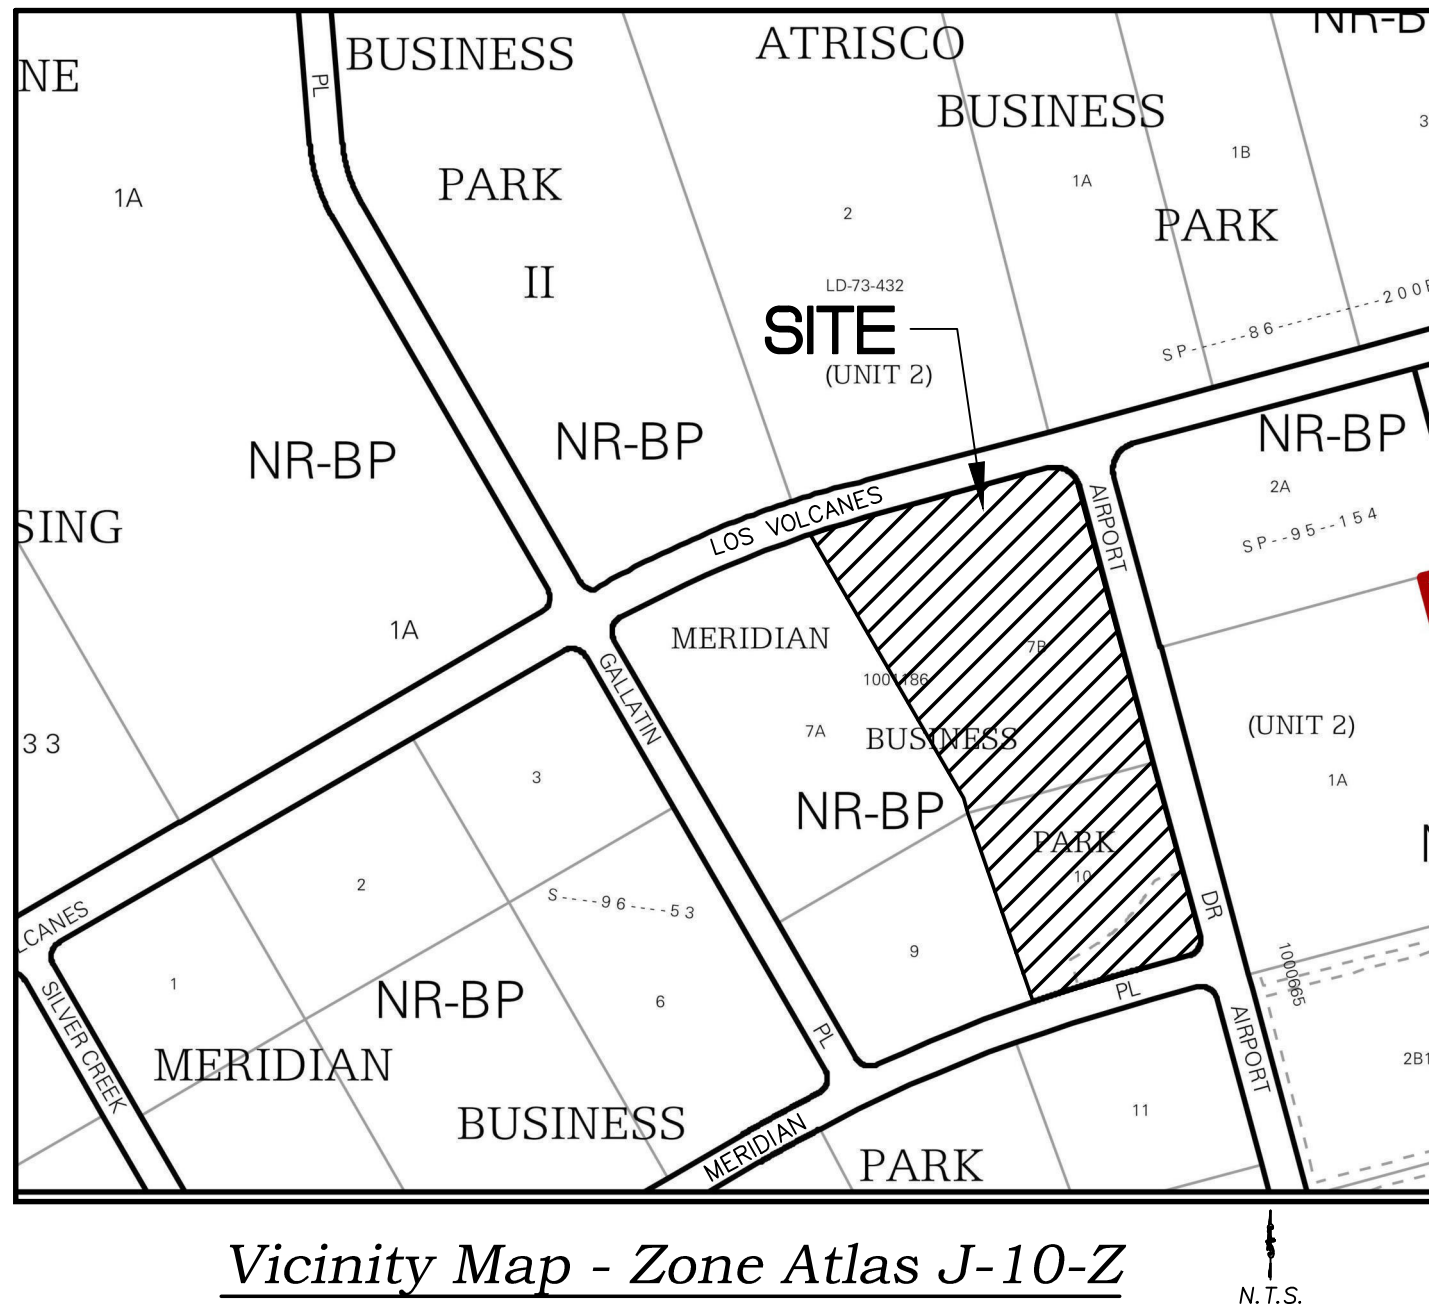 NE
PL
BUSINESS
PARK
II
ATRISCO
BUSINESS
PARK
NR-B
3
1B
1A
1A
2
LD-73-432
SITE
(UNIT 2)
SP------86------------200
NR-BP
NR-BP
NR-BP
2A
SP--95--154
SING
LOS VOLCANES
AIRPORT
1A
MERIDIAN
GALLATIN
7B
1001186
7A
BUSINESS
(UNIT 2)
33
3
1A
NR-BP
PARK
10
2
S----96----53
DR
LCANES
9
1
SILVER CREEK
NR-BP
6
PL
PL
1000665
AIRPORT
MERIDIAN
2B1
BUSINESS
MERIDIAN
11
PARK
Vicinity Map - Zone Atlas J-10-Z
N.T.S.